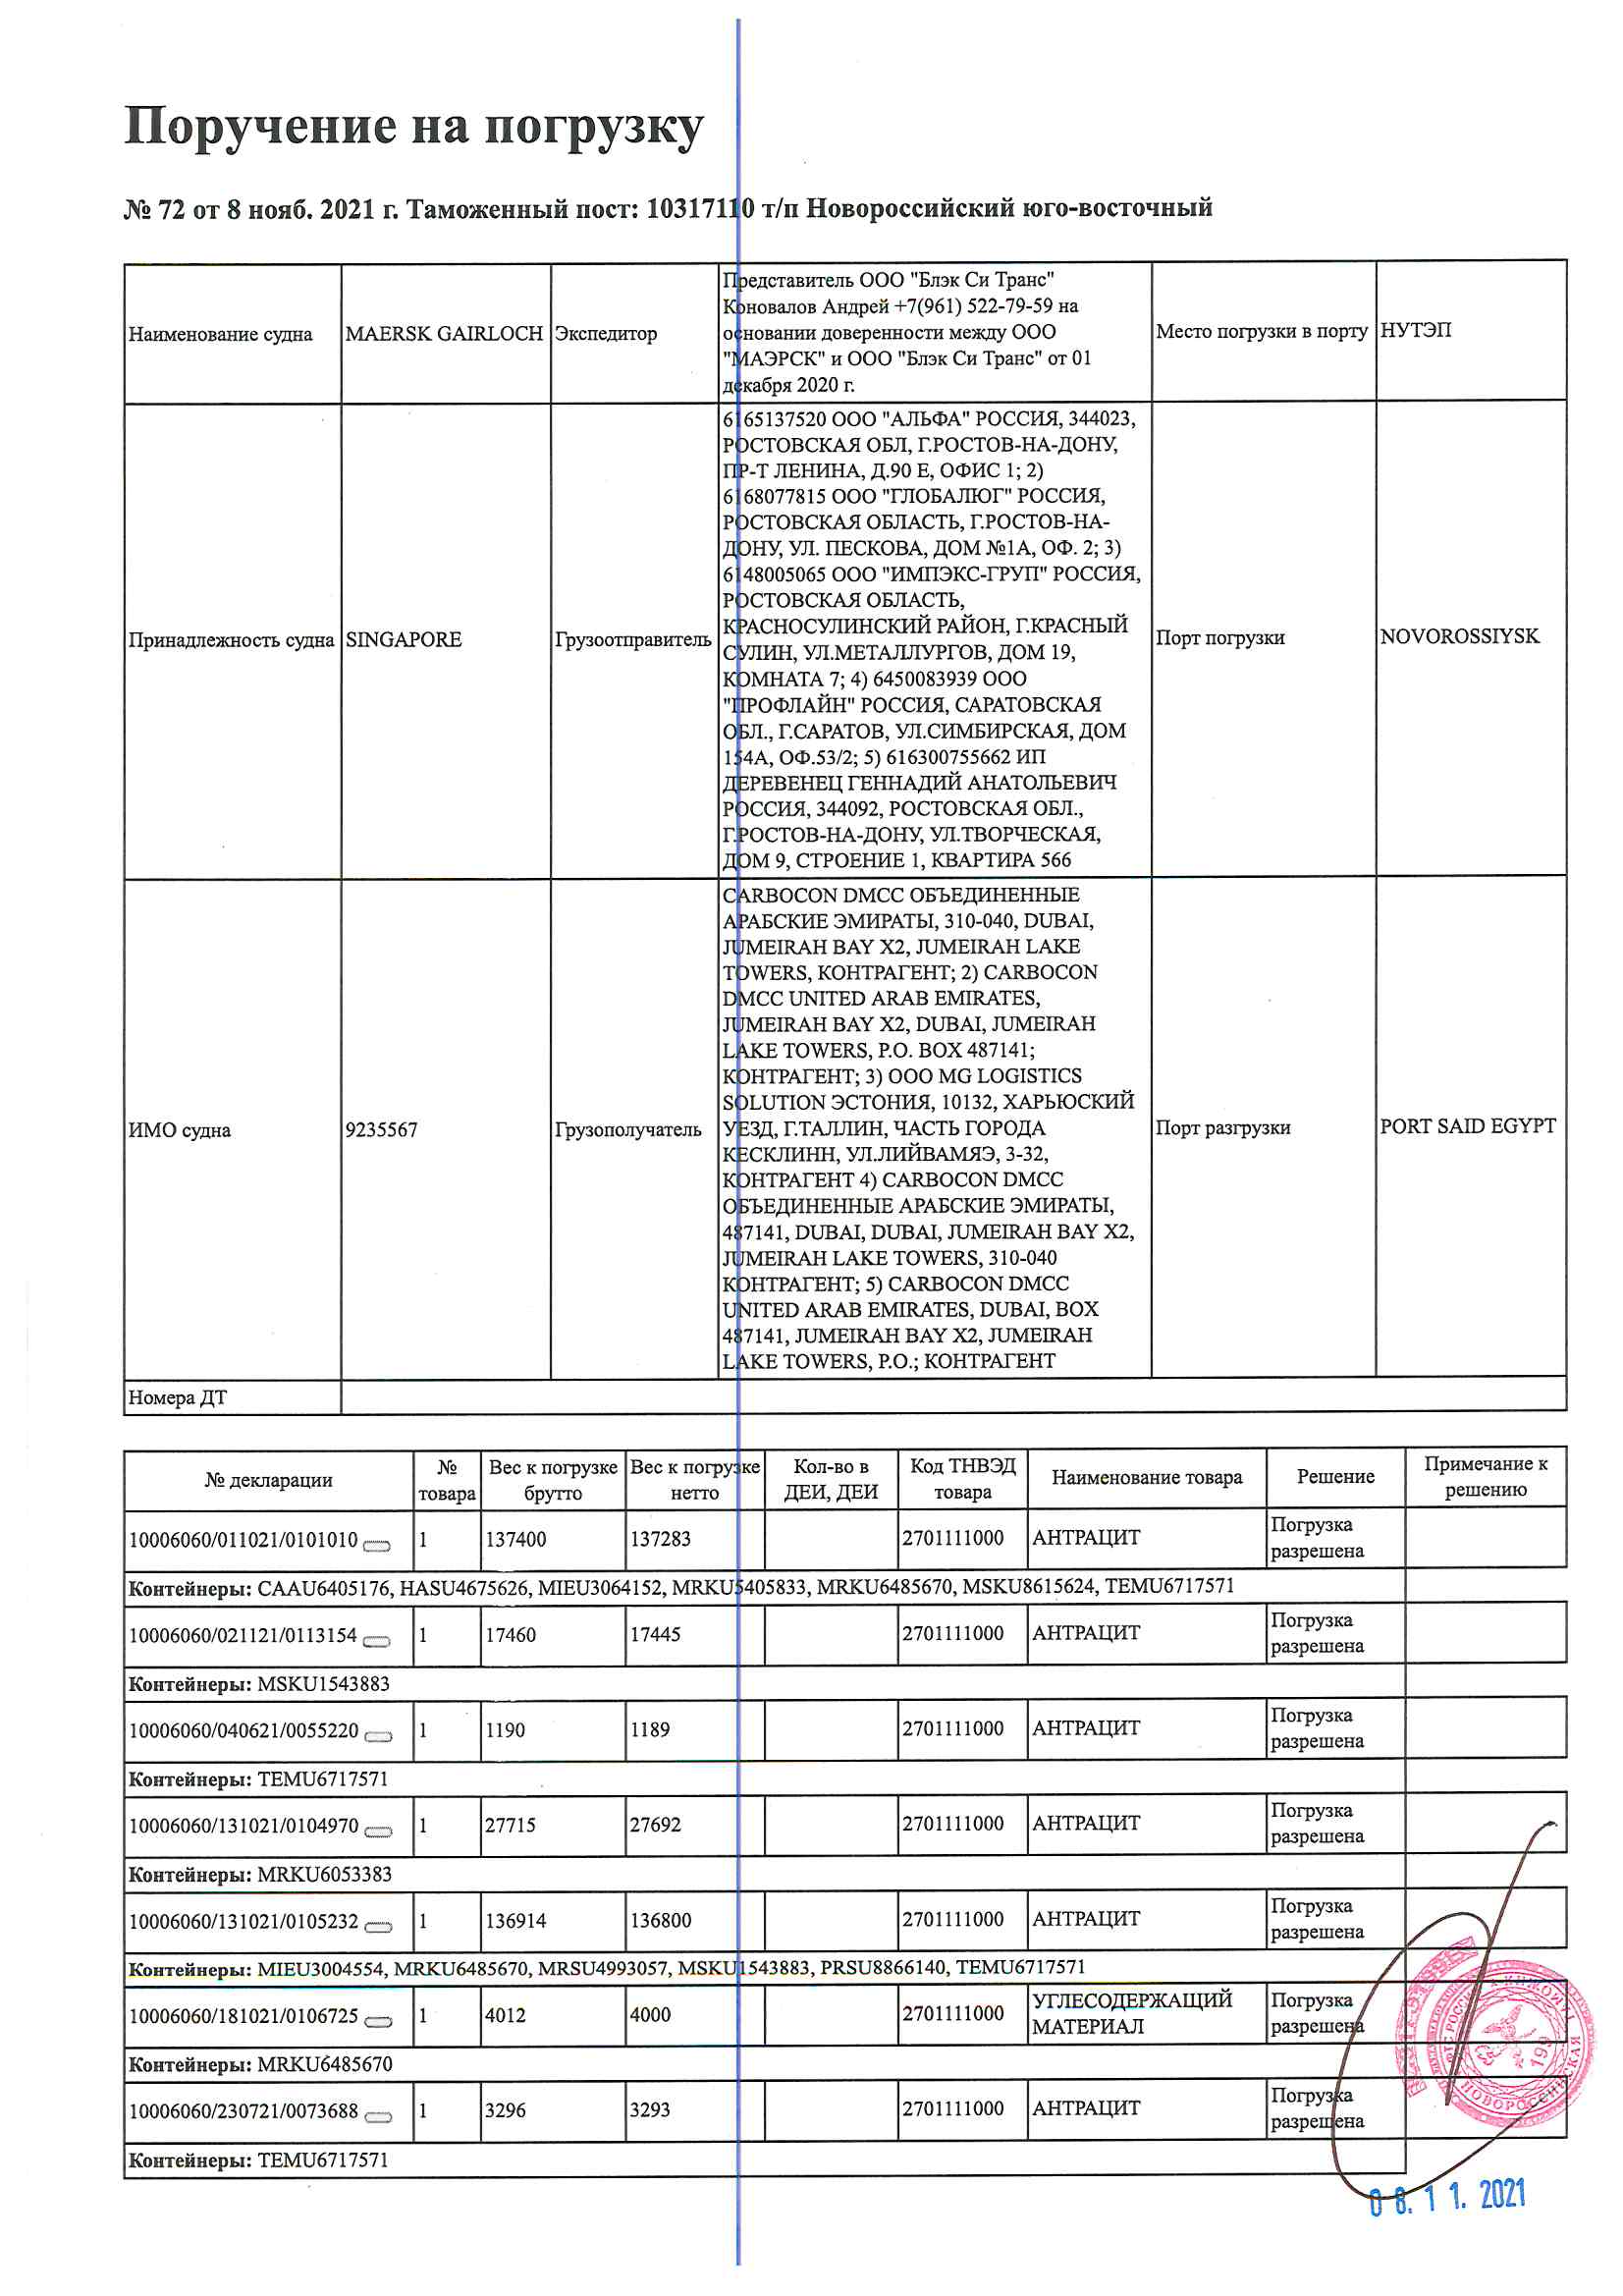 Поручение на погрузку
№ 72 от 8 нояб. 2021 г. Таможенный пост: 10317110 т/п Новороссийский юго-восточный
Наименование судна
MAERSK GAIRLOCH
Экспедитор
Представитель ООО "Блэк Си Транс"
Коновалов Андрей +7(961) 522-79-59 на
основании доверенности между ООО
"МАЭРСК" и ООО "Блэк Си Транс" от 01
декабря 2020 г.
Место погрузки в порту
НУТЭП
Принадлежность судна
SINGAPORE
Грузоотправитель
6165137520 ООО "АЛЬФА" РОССИЯ, 344023,
РОСТОВСКАЯ ОБЛ, Г.РОСТОВ-НА-ДОНУ,
ПР-Т ЛЕНИНА, Д.90 Е, ОФИС 1; 2)
6168077815 ООО "ГЛОБАЛЮГ" РОССИЯ,
РОСТОВСКАЯ ОБЛАСТЬ, Г.РОСТОВ-НА-
ДОНУ, УЛ. ПЕСКОВА, ДОМ №1А, ОФ. 2; 3)
6148005065 ООО "ИМПЭКС-ГРУП" РОССИЯ,
РОСТОВСКАЯ ОБЛАСТЬ,
КРАСНОСУЛИНСКИЙ РАЙОН, Г.КРАСНЫЙ
СУЛИН, УЛ.МЕТАЛЛУРГОВ, ДОМ 19,
КОМНАТА 7; 4) 6450083939 ООО
"ПРОФЛАЙН" РОССИЯ, САРАТОВСКАЯ
ОБЛ., Г.САРАТОВ, УЛ.СИМБИРСКАЯ, ДОМ
154А, ОФ.53/2; 5) 616300755662 ИП
ДЕРЕВЕНЕЦ ГЕННАДИЙ АНАТОЛЬЕВИЧ
РОССИЯ, 344092, РОСТОВСКАЯ ОБЛ.,
Г.РОСТОВ-НА-ДОНУ, УЛ.ТВОРЧЕСКАЯ,
ДОМ 9, СТРОЕНИЕ 1, КВАРТИРА 566
Порт погрузки
NOVOROSSIYSK
ИМО судна
9235567
Грузополучатель
CARBOCON DMCC ОБЪЕДИНЕННЫЕ
АРАБСКИЕ ЭМИРАТЫ, 310-040, DUBAI,
JUMEIRAH BAY X2, JUMEIRAH LAKE
TOWERS, КОНТРАГЕНТ; 2) CARBOCON
DMCC UNITED ARAB EMIRATES,
JUMEIRAH BAY X2, DUBAI, JUMEIRAH
LAKE TOWERS, P.O. BOX 487141;
КОНТРАГЕНТ; 3) ООО MG LOGISTICS
SOLUTION ЭСТОНИЯ, 10132, ХАРЬЮСКИЙ
УЕЗД, Г.ТАЛЛИН, ЧАСТЬ ГОРОДА
КЕСКЛИНН, УЛ.ЛИЙВАМЯЭ, 3-32,
КОНТРАГЕНТ 4) CARBOCON DMCC
ОБЪЕДИНЕННЫЕ АРАБСКИЕ ЭМИРАТЫ,
487141, DUBAI, DUBAI, JUMEIRAH BAY X2,
JUMEIRAH LAKE TOWERS, 310-040
КОНТРАГЕНТ; 5) CARBOCON DMCC
UNITED ARAB EMIRATES, DUBAI, BOX
487141, JUMEIRAH BAY X2, JUMEIRAH
LAKE TOWERS, P.O.; КОНТРАГЕНТ
Порт разгрузки
PORT SAID EGYPT
Номера ДТ
№ декларации
№ товара
Вес к погрузке брутто
Вес к погрузке нетто
Кол-во в ДЕИ, ДЕИ
Код ТНВЭД товара
Наименование товара
Решение
Примечание к решению
10006060/011021/0101010 1 137400 137283 2701111000 АНТРАЦИТ Погрузка разрешена
Контейнеры: CAAU6405176, HASU4675626, MIEU3064152, MRKU5405833, MRKU6485670, MSKU8615624, TEMU6717571
10006060/021121/0113154 1 17460 17445 2701111000 АНТРАЦИТ Погрузка разрешена
Контейнеры: MSKU1543883
10006060/040621/0055220 1 1190 1189 2701111000 АНТРАЦИТ Погрузка разрешена
Контейнеры: TEMU6717571
10006060/131021/0104970 1 27715 27692 2701111000 АНТРАЦИТ Погрузка разрешена
Контейнеры: MRKU6053383
10006060/131021/0105232 1 136914 136800 2701111000 АНТРАЦИТ Погрузка разрешена
Контейнеры: MIEU3004554, MRKU6485670, MRSU4993057, MSKU1543883, PRSU8866140, TEMU6717571
10006060/181021/0106725 1 4012 4000 2701111000 УГЛЕСОДЕРЖАЩИЙ МАТЕРИАЛ Погрузка разрешена
Контейнеры: MRKU6485670
10006060/230721/0073688 1 3296 3293 2701111000 АНТРАЦИТ Погрузка разрешена
Контейнеры: TEMU6717571
08.11.2021